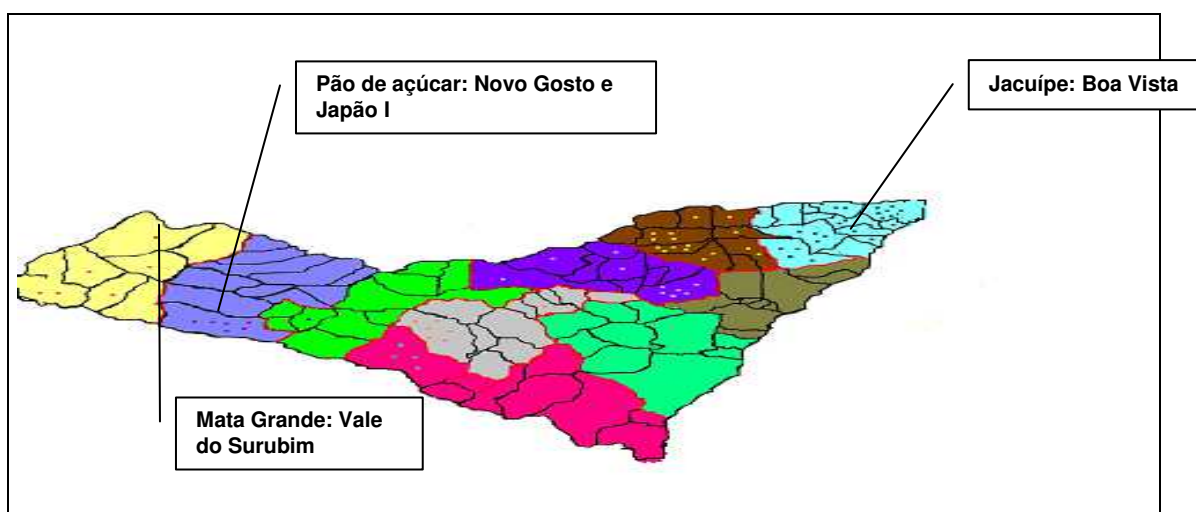 Pão de açúcar: Novo Gosto e
Japão I
Jacuípe: Boa Vista
Mata Grande: Vale
do Surubim